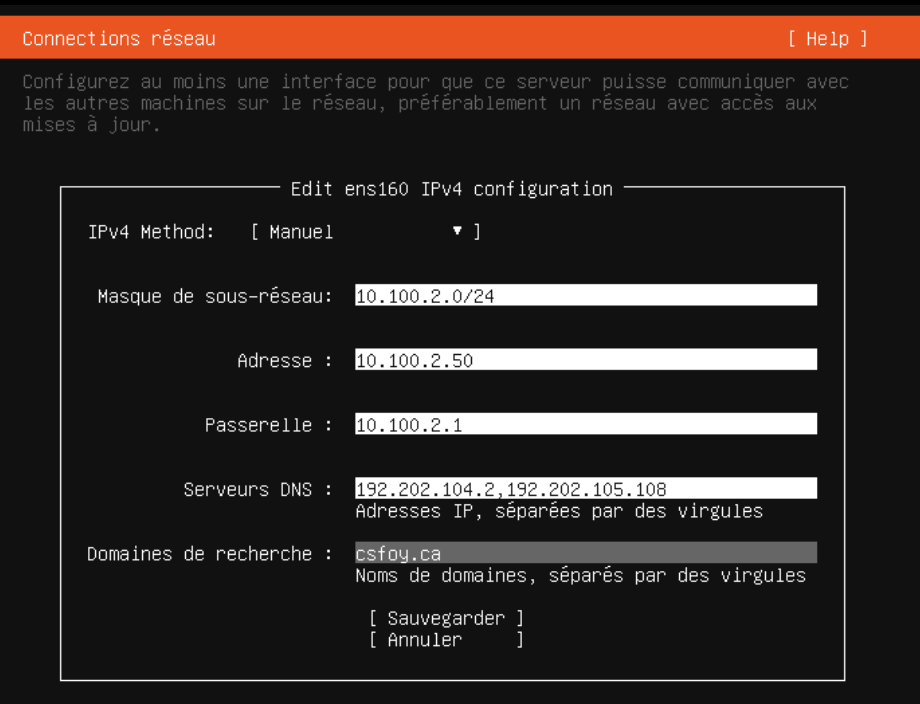 Connections réseau [ Help ]
Configurez au moins une interface pour que ce serveur puisse communiquer avec
les autres machines sur le réseau, préférablement un réseau avec accès aux
mises à jour.
Edit ens160 IPv4 configuration
IPv4 Method: [ Manuel ▾ ]
Masque de sous-réseau: 10.100.2.0/24
Adresse : 10.100.2.50
Passerelle : 10.100.2.1
Serveurs DNS : 192.202.104.2,192.202.105.108
Adresses IP, séparées par des virgules
Domaines de recherche : csfoy.ca
Noms de domaines, séparés par des virgules
[ Sauvegarder ]
[ Annuler ]